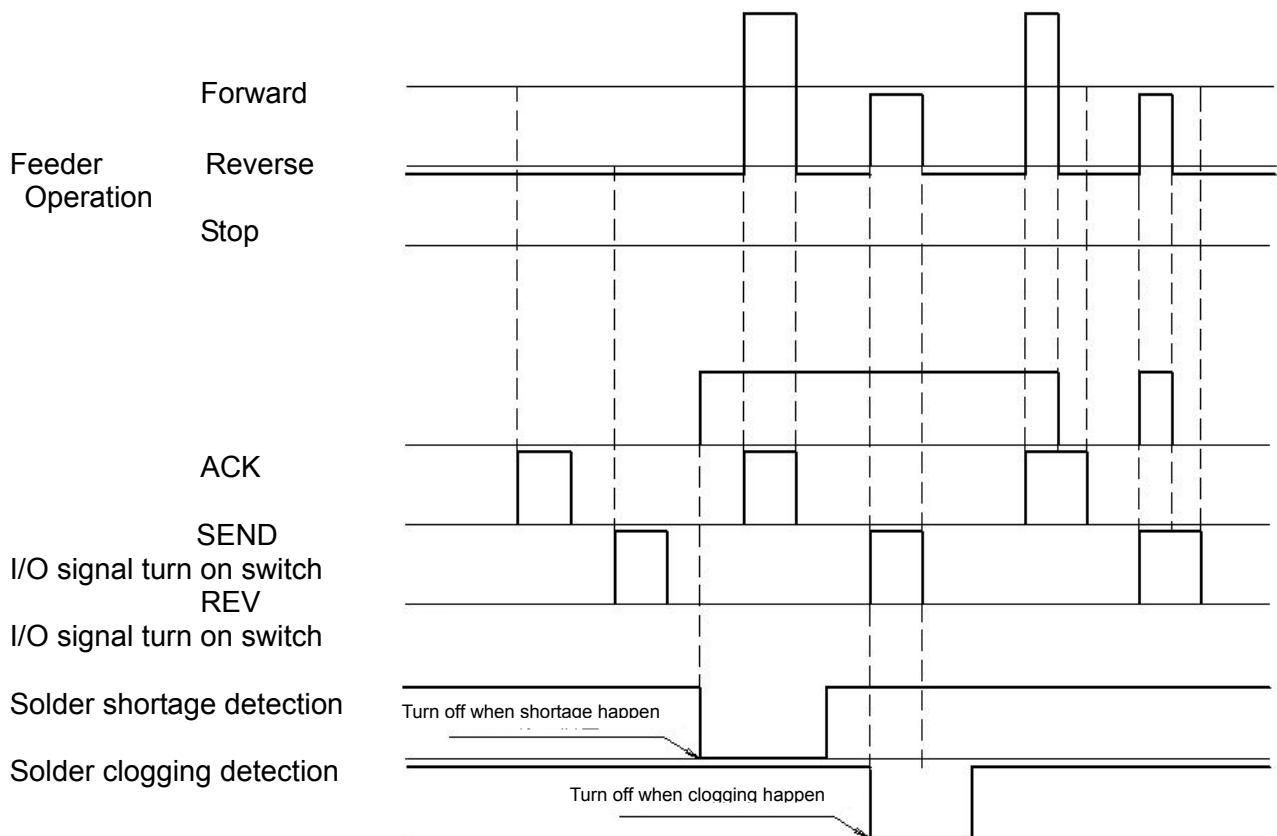 Forward
Feeder Reverse
Operation
Stop
ACK
SEND
I/O signal turn on switch
REV
I/O signal turn on switch
Solder shortage detection
Turn off when shortage happen
Solder clogging detection
Turn off when clogging happen